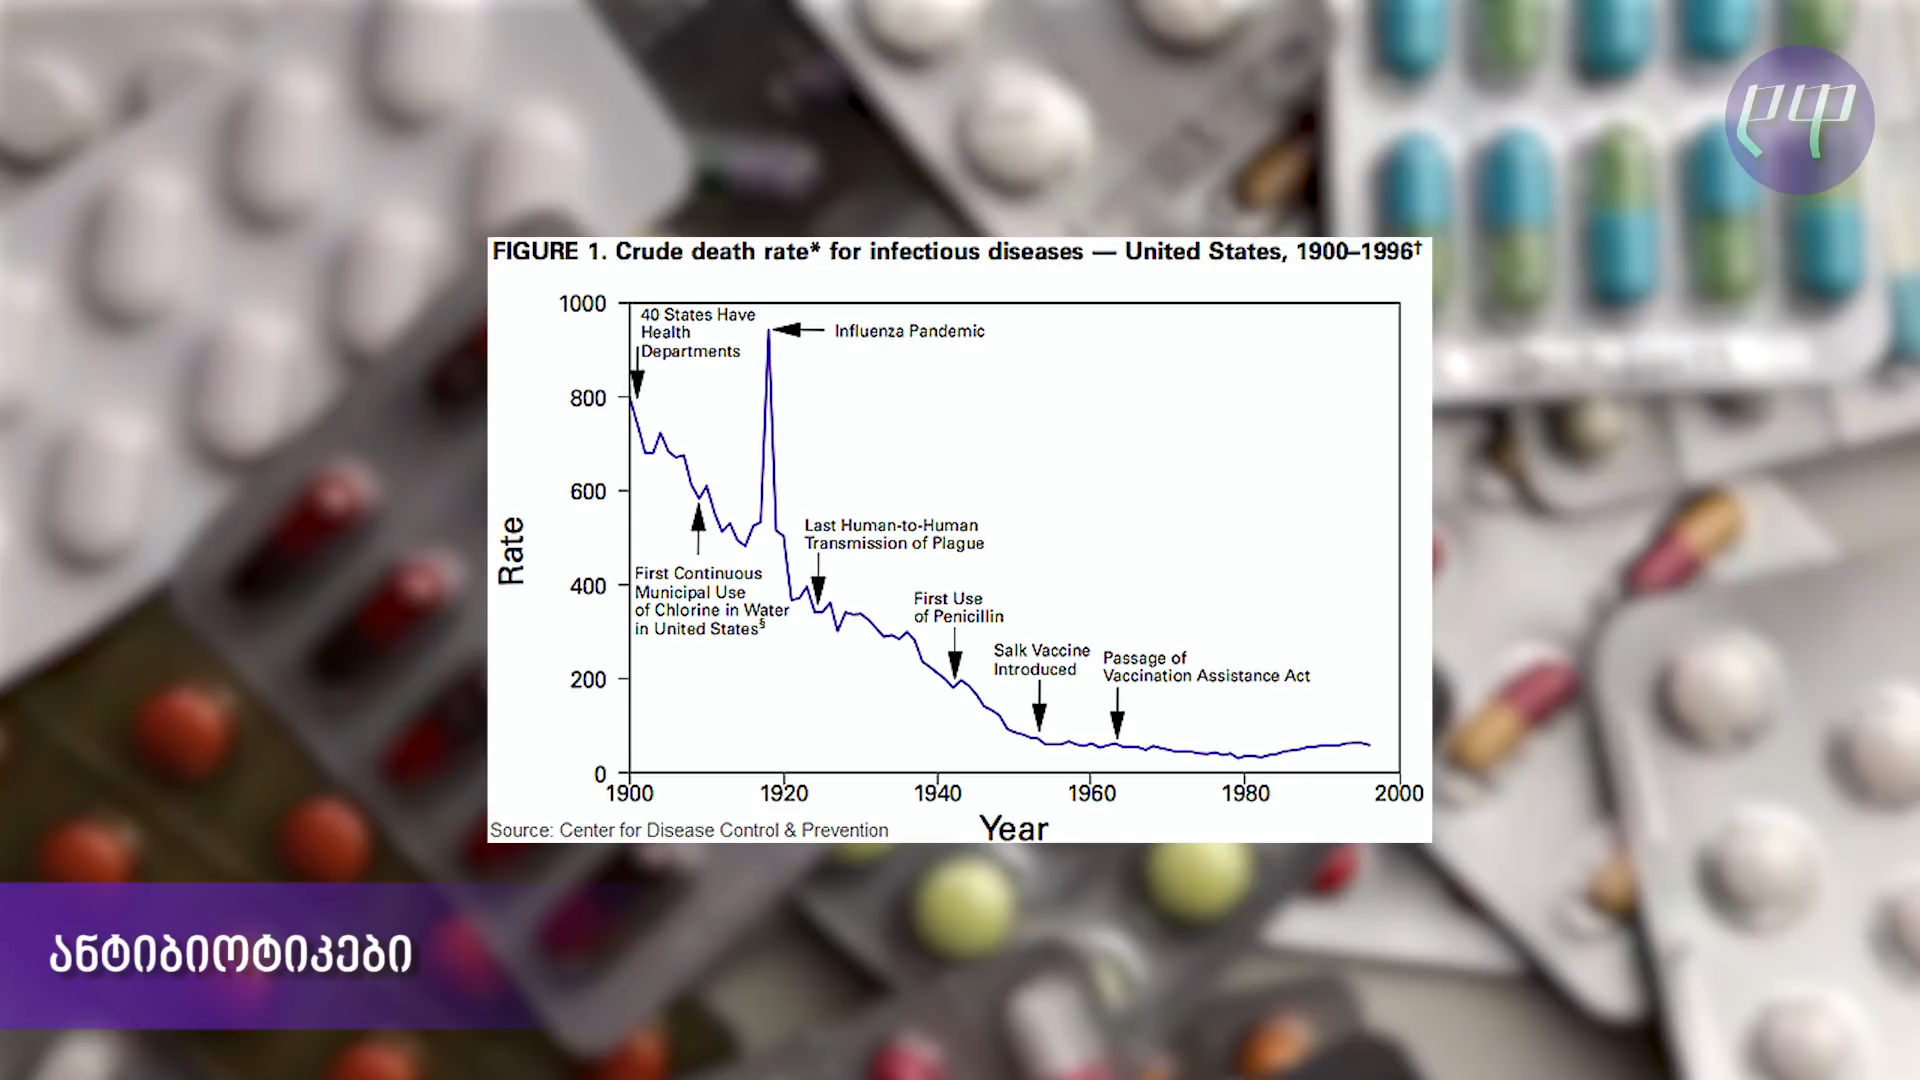 FIGURE 1. Crude death rate* for infectious diseases — United States, 1900–1996†
1000
800
600
400
200
0
Rate
40 States Have
Health
Departments
Influenza Pandemic
First Continuous
Municipal Use
of Chlorine in Water
in United States§
Last Human-to-Human
Transmission of Plague
First Use
of Penicillin
Salk Vaccine
Introduced
Passage of
Vaccination Assistance Act
1900
1920
1940
1960
1980
2000
Year
Source: Center for Disease Control & Prevention
ანტიბიოტიკები